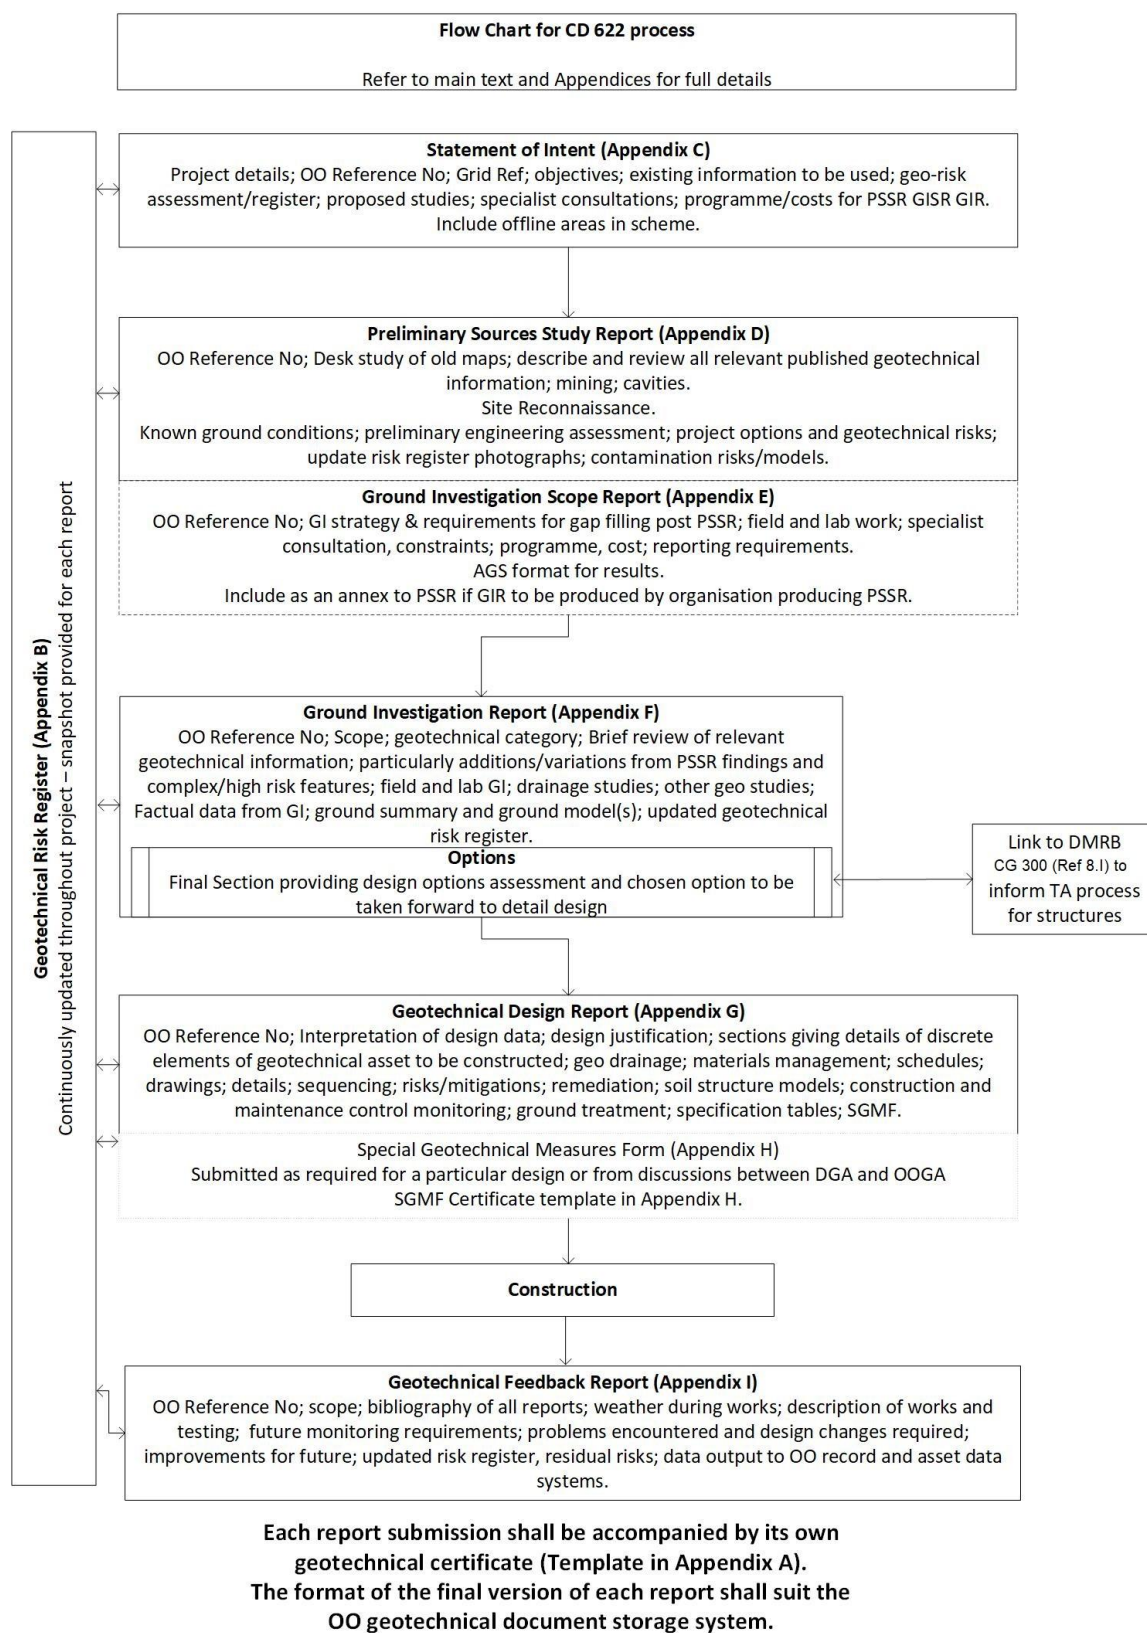 Flow Chart for CD 622 process
Refer to main text and Appendices for full details
Geotechnical Risk Register (Appendix B)
Continuously updated throughout project – snapshot provided for each report
Statement of Intent (Appendix C)
Project details; OO Reference No; Grid Ref; objectives; existing information to be used; geo-risk
assessment/register; proposed studies; specialist consultations; programme/costs for PSSR GISR GIR.
Include offline areas in scheme.
Preliminary Sources Study Report (Appendix D)
OO Reference No; Desk study of old maps; describe and review all relevant published geotechnical
information; mining; cavities.
Site Reconnaissance.
Known ground conditions; preliminary engineering assessment; project options and geotechnical risks;
update risk register photographs; contamination risks/models.
Ground Investigation Scope Report (Appendix E)
OO Reference No; GI strategy & requirements for gap filling post PSSR; field and lab work; specialist
consultation, constraints; programme, cost; reporting requirements.
AGS format for results.
Include as an annex to PSSR if GIR to be produced by organisation producing PSSR.
Ground Investigation Report (Appendix F)
OO Reference No; Scope; geotechnical category; Brief review of relevant
geotechnical information; particularly additions/variations from PSSR findings and
complex/high risk features; field and lab GI; drainage studies; other geo studies;
Factual data from GI; ground summary and ground model(s); updated geotechnical
risk register.
Options
Final Section providing design options assessment and chosen option to be
taken forward to detail design
Link to DMRB
CG 300 (Ref 8.I) to
inform TA process
for structures
Geotechnical Design Report (Appendix G)
OO Reference No; Interpretation of design data; design justification; sections giving details of discrete
elements of geotechnical asset to be constructed; geo drainage; materials management; schedules;
drawings; details; sequencing; risks/mitigations; remediation; soil structure models; construction and
maintenance control monitoring; ground treatment; specification tables; SGMF.
Special Geotechnical Measures Form (Appendix H)
Submitted as required for a particular design or from discussions between DGA and OOGA
SGMF Certificate template in Appendix H.
Construction
Geotechnical Feedback Report (Appendix I)
OO Reference No; scope; bibliography of all reports; weather during works; description of works and
testing; future monitoring requirements; problems encountered and design changes required;
improvements for future; updated risk register, residual risks; data output to OO record and asset data
systems.
Each report submission shall be accompanied by its own
geotechnical certificate (Template in Appendix A).
The format of the final version of each report shall suit the
OO geotechnical document storage system.